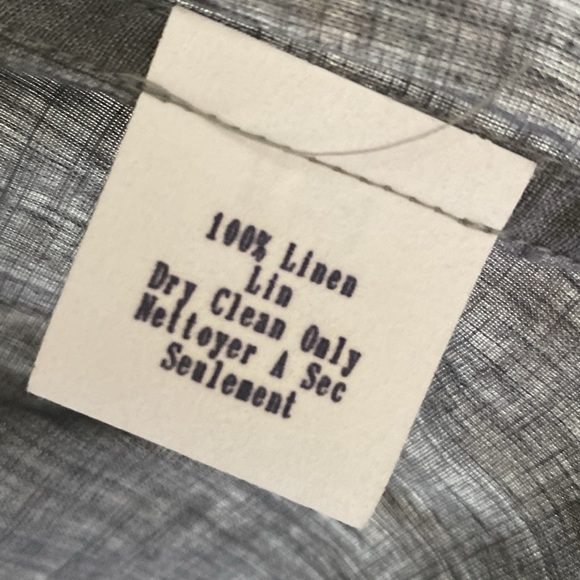 100% Linen
Lin
Dry Clean Only
Nettoyer A Sec
Seulement